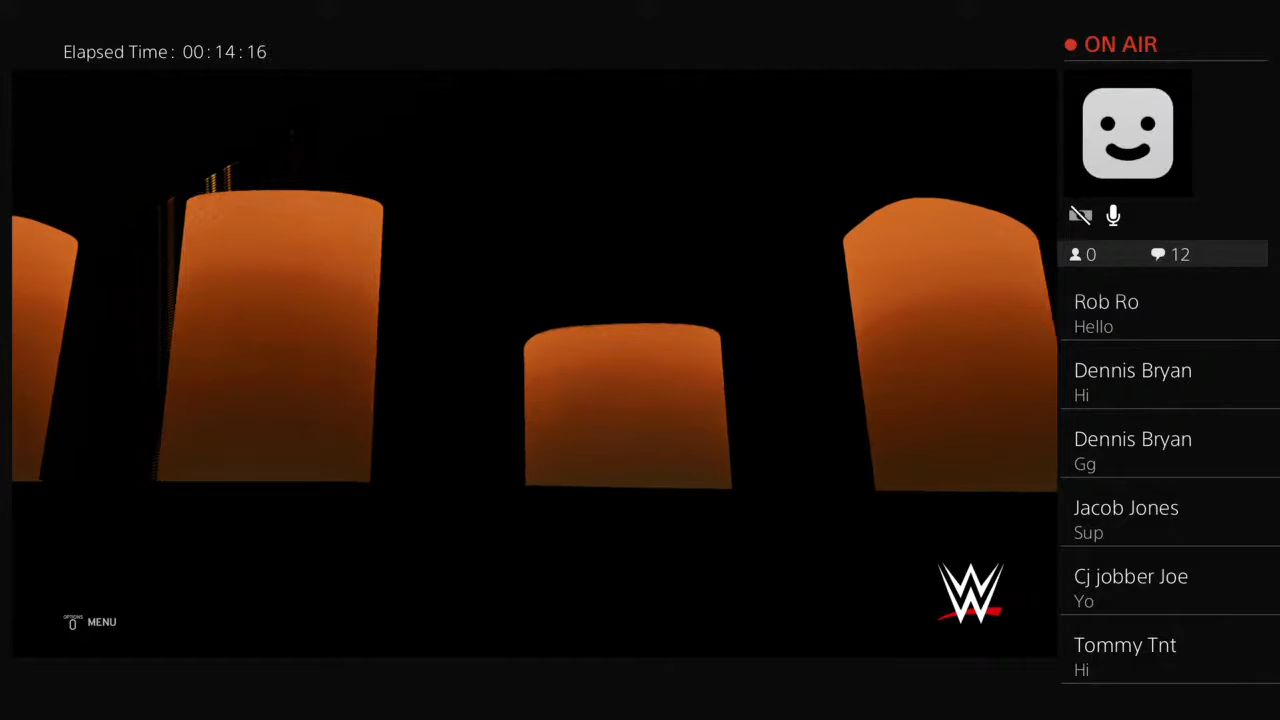 Elapsed Time: 00:14:16
ON AIR
0
12
Rob Ro
Hello
Dennis Bryan
Hi
Dennis Bryan
Gg
Jacob Jones
Sup
Cj jobber Joe
Yo
Tommy Tnt
Hi
OPTIONS
MENU
W